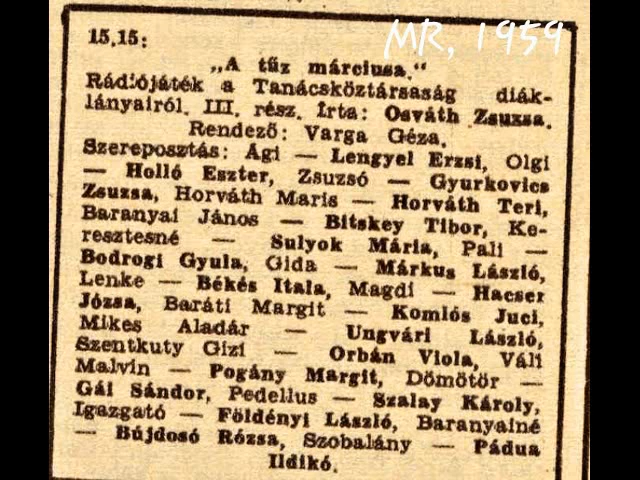 MR, 1959
15,15:
„A tűz márciusa."
Rádiójáték a Tanácsköztársaság diák-
lányairól. III. rész. Írta: Osváth Zsuzsa.
Rendező: Varga Géza.
Szereposztás: Ági — Lengyel Erzsi, Olgi
— Holló Eszter, Zsuzsó — Gyurkovics
Zsuzsa, Horváth Maris — Horváth Teri,
Baranyai János — Bitskey Tibor, Ke-
resztesné — Sulyok Mária, Pali —
Bodrogi Gyula, Gida — Márkus László,
Lenke — Békés Itala, Magdi — Hacser
Józsa, Baráti Margit — Komlós Juci,
Mikes Aladár — Ungvári László,
Szentkuty Gizi — Orbán Viola, Váli
Malvin — Pogány Margit, Dömötör —
Gál Sándor, Pedellus — Szalay Károly,
Igazgató — Földényi László, Baranyainé
— Bújdosó Rózsa, Szobalány — Pádua
Ildikó.